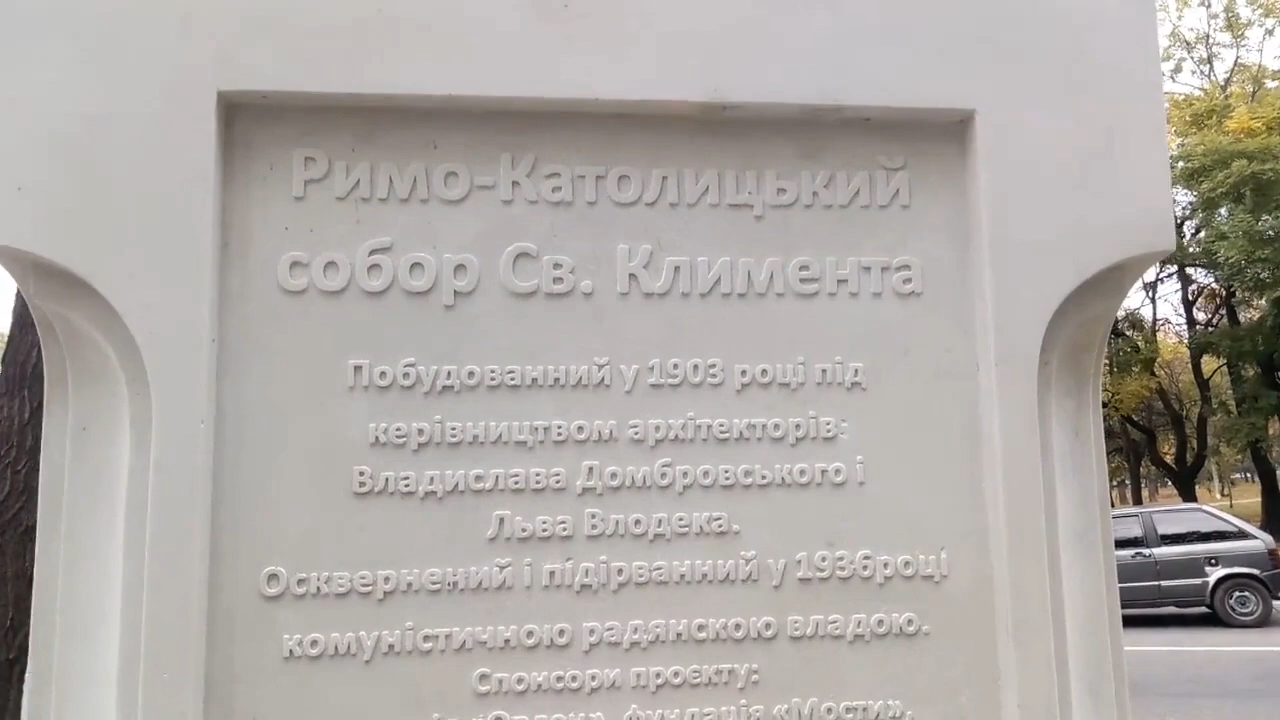 Римо-Католицький
собор Св. Климента
Побудованний у 1903 році під
керівництвом архітекторів:
Владислава Домбровського і
Льва Влодека.
Осквернений і підірванний у 1936році
комуністичною радянскою владою.
Спонсори проєкту:
фундація «Мости».